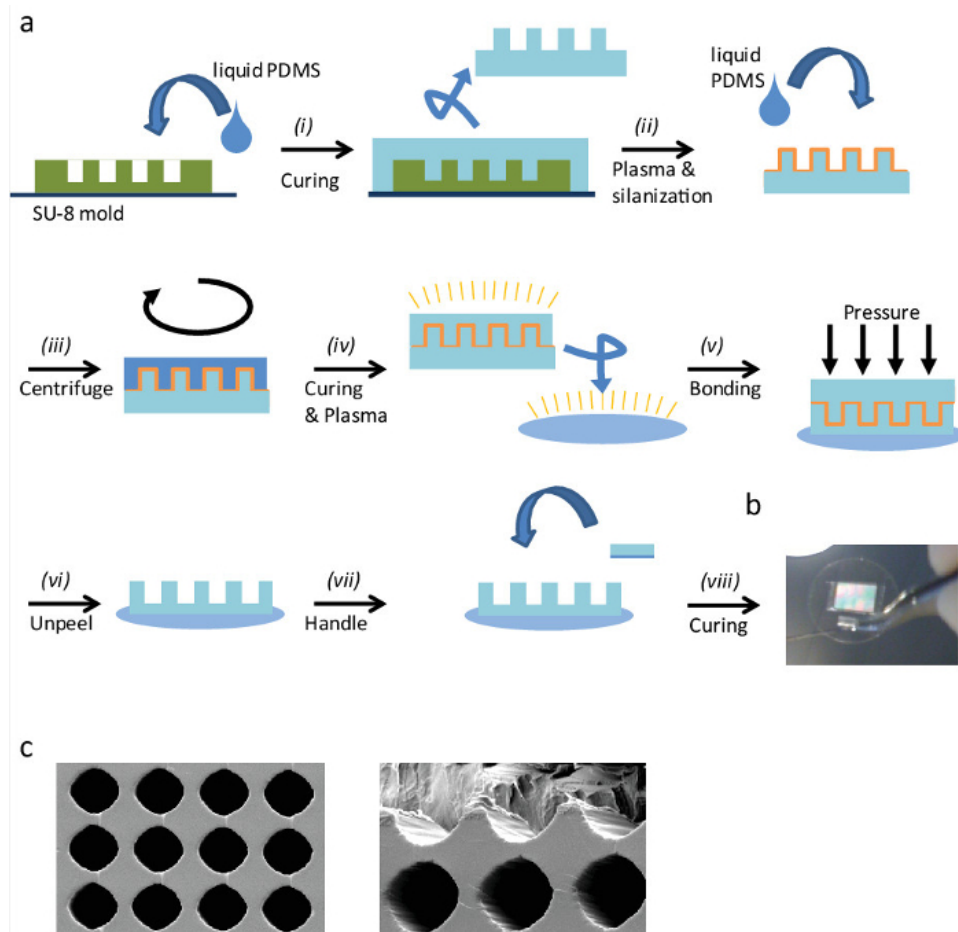 a
liquid PDMS
liquid
PDMS
(i)
Curing
(ii)
Plasma &
silanization
SU-8 mold
(iii)
Centrifuge
(iv)
Curing
& Plasma
(v)
Bonding
Pressure
b
(vi)
Unpeel
(vii)
Handle
(viii)
Curing
c